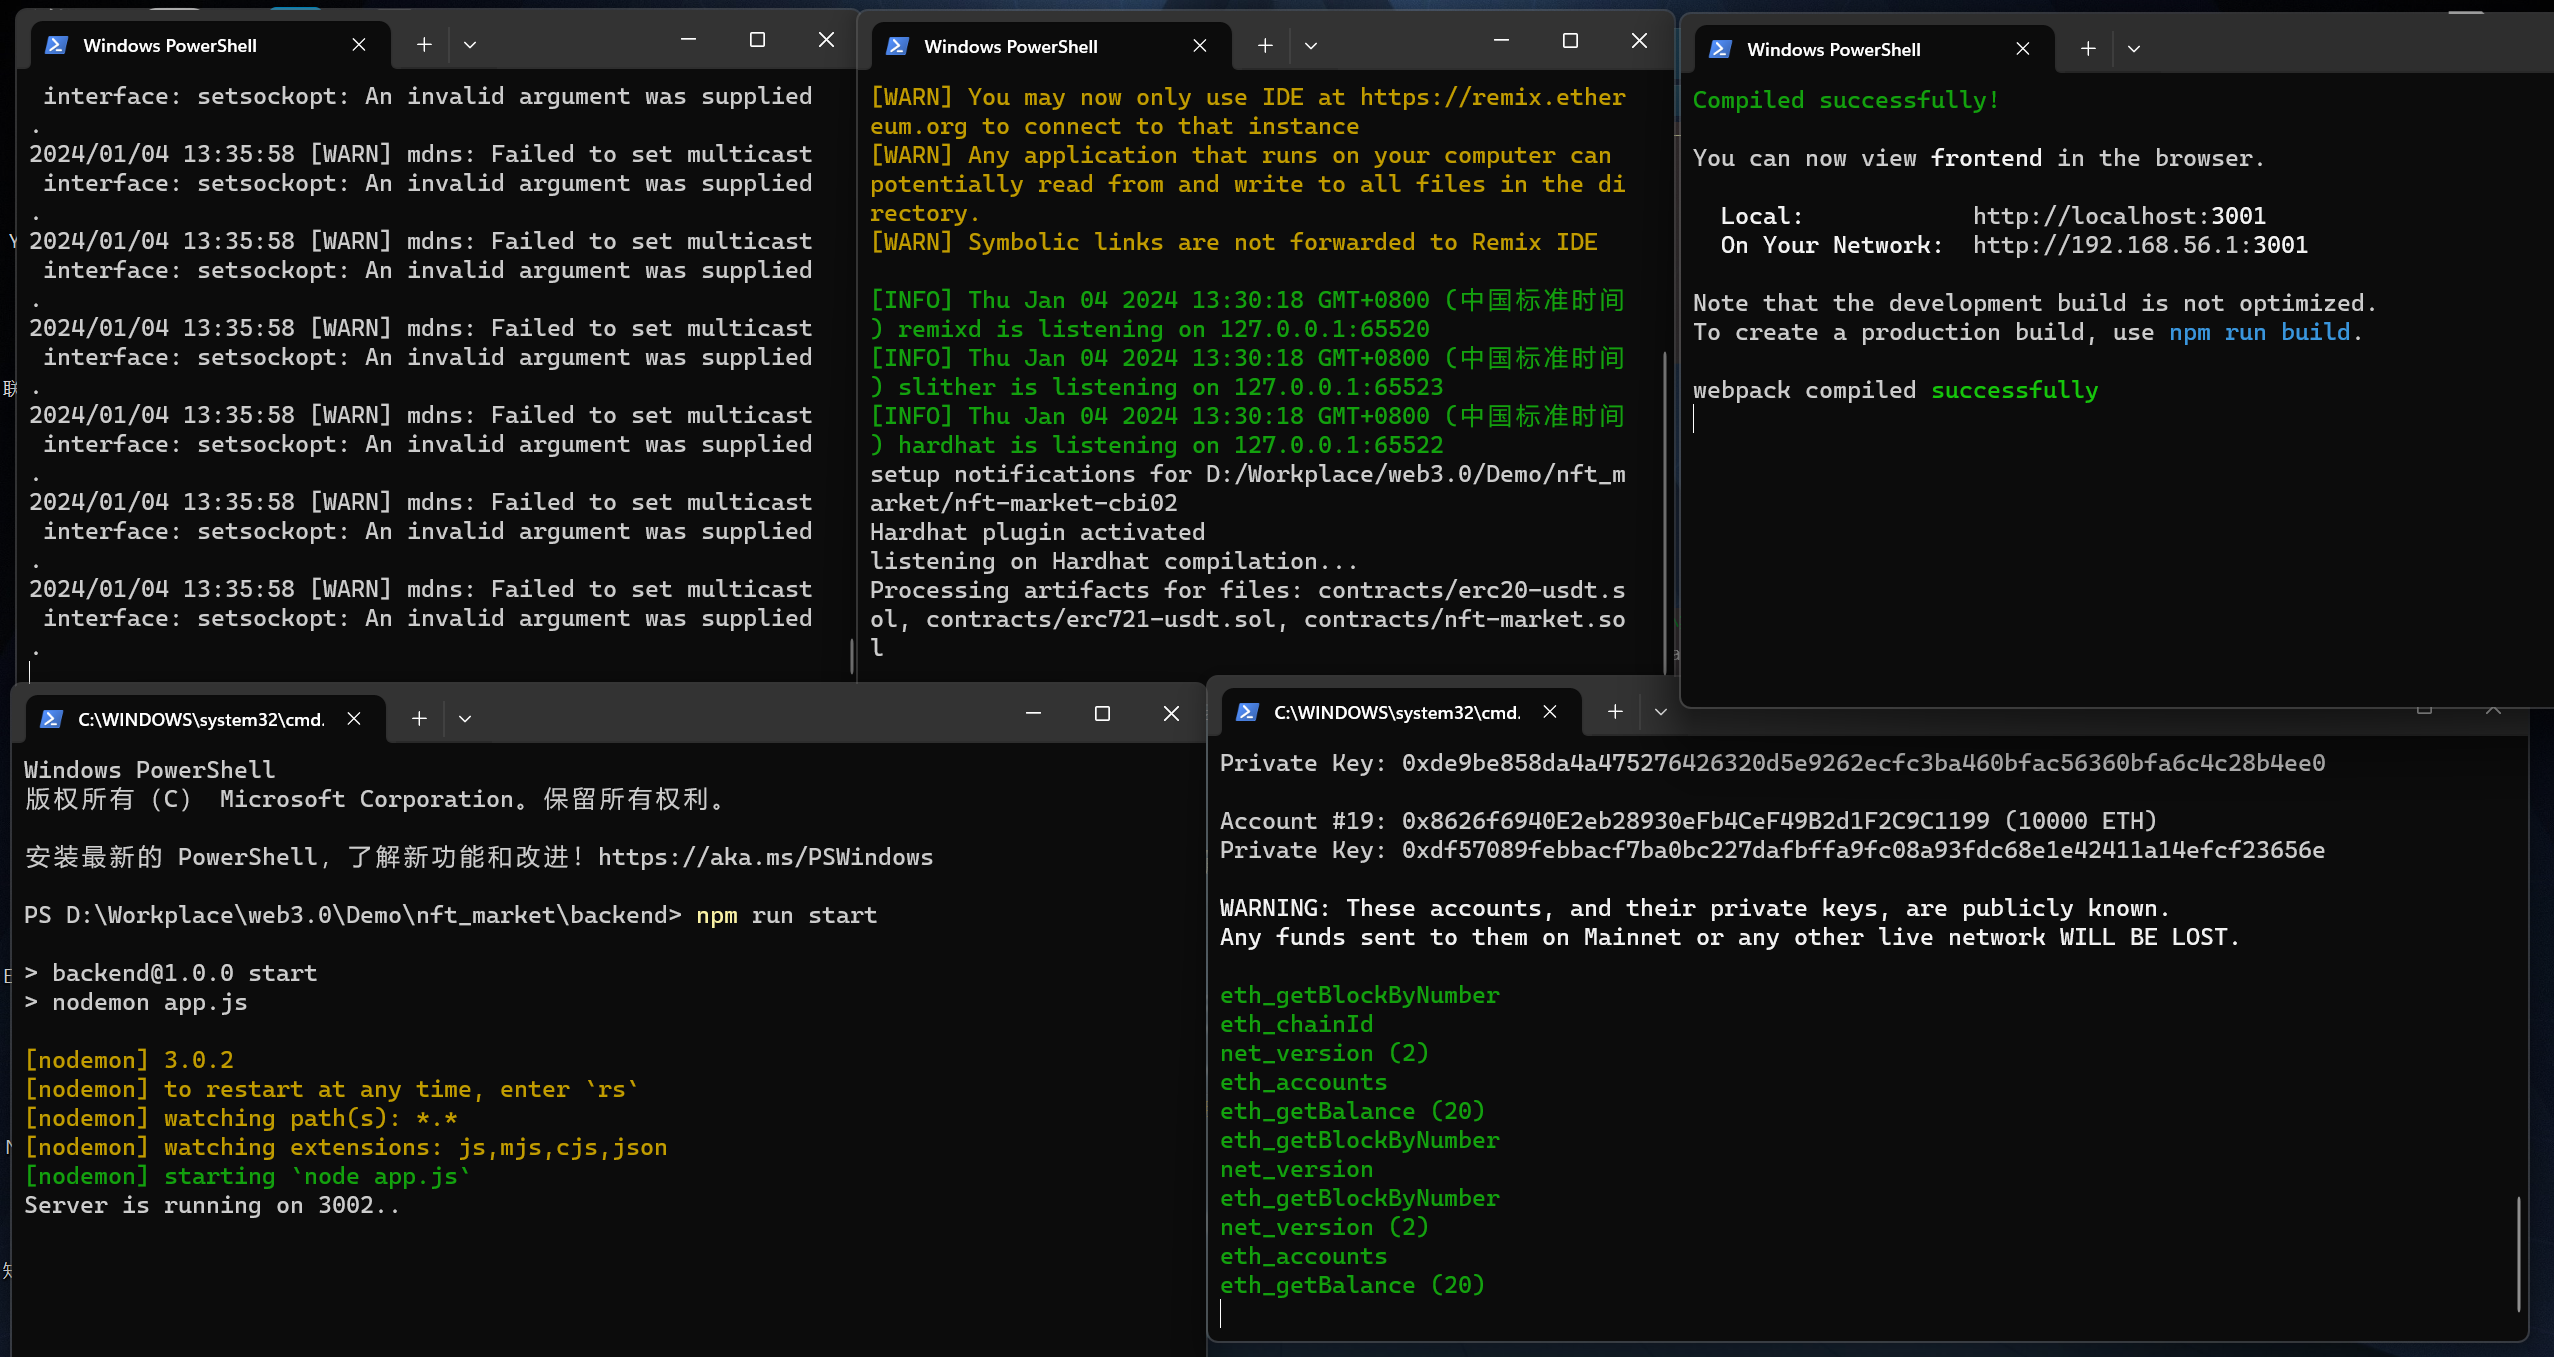 Windows PowerShell
interface: setsockopt: An invalid argument was supplied
.
2024/01/04 13:35:58 [WARN] mdns: Failed to set multicast
interface: setsockopt: An invalid argument was supplied
.
2024/01/04 13:35:58 [WARN] mdns: Failed to set multicast
interface: setsockopt: An invalid argument was supplied
.
2024/01/04 13:35:58 [WARN] mdns: Failed to set multicast
interface: setsockopt: An invalid argument was supplied
.
2024/01/04 13:35:58 [WARN] mdns: Failed to set multicast
interface: setsockopt: An invalid argument was supplied
.
2024/01/04 13:35:58 [WARN] mdns: Failed to set multicast
interface: setsockopt: An invalid argument was supplied
.
2024/01/04 13:35:58 [WARN] mdns: Failed to set multicast
interface: setsockopt: An invalid argument was supplied
.
Windows PowerShell
[WARN] You may now only use IDE at https://remix.ether
eum.org to connect to that instance
[WARN] Any application that runs on your computer can
potentially read from and write to all files in the di
rectory.
[WARN] Symbolic links are not forwarded to Remix IDE
[INFO] Thu Jan 04 2024 13:30:18 GMT+0800 (中国标准时间
) remixd is listening on 127.0.0.1:65520
[INFO] Thu Jan 04 2024 13:30:18 GMT+0800 (中国标准时间
) slither is listening on 127.0.0.1:65523
[INFO] Thu Jan 04 2024 13:30:18 GMT+0800 (中国标准时间
) hardhat is listening on 127.0.0.1:65522
setup notifications for D:/Workplace/web3.0/Demo/nft_m
arket/nft-market-cbi02
Hardhat plugin activated
listening on Hardhat compilation...
Processing artifacts for files: contracts/erc20-usdt.s
ol, contracts/erc721-usdt.sol, contracts/nft-market.so
l
Windows PowerShell
Compiled successfully!
You can now view frontend in the browser.
Local: http://localhost:3001
On Your Network: http://192.168.56.1:3001
Note that the development build is not optimized.
To create a production build, use npm run build.
webpack compiled successfully
C:\WINDOWS\system32\cmd.
Windows PowerShell
版权所有 (C) Microsoft Corporation。保留所有权利。
安装最新的 PowerShell，了解新功能和改进！https://aka.ms/PSWindows
PS D:\Workplace\web3.0\Demo\nft_market\backend> npm run start
> backend@1.0.0 start
> nodemon app.js
[nodemon] 3.0.2
[nodemon] to restart at any time, enter `rs`
[nodemon] watching path(s): *.*
[nodemon] watching extensions: js,mjs,cjs,json
[nodemon] starting `node app.js`
Server is running on 3002..
C:\WINDOWS\system32\cmd.
Private Key: 0xde9be858da4a475276426320d5e9262ecfc3ba460bfac56360bfa6c4c28b4ee0
Account #19: 0x8626f6940E2eb28930eFb4CeF49B2d1F2C9C1199 (10000 ETH)
Private Key: 0xdf57089febbacf7ba0bc227dafbffa9fc08a93fdc68e1e42411a14efcf23656e
WARNING: These accounts, and their private keys, are publicly known.
Any funds sent to them on Mainnet or any other live network WILL BE LOST.
eth_getBlockByNumber
eth_chainId
net_version (2)
eth_accounts
eth_getBalance (20)
eth_getBlockByNumber
net_version
eth_getBlockByNumber
net_version (2)
eth_accounts
eth_getBalance (20)